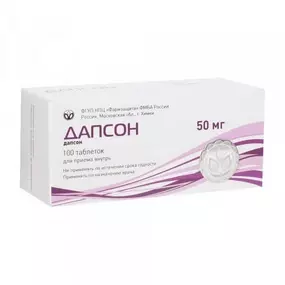 ФГУП НПЦ «Фармзащита» ФМБА России
Россия, Московская обл., г. Химки
ДАПСОН
дапсон
50 мг
100 таблеток
для приема внутрь
Не применять по истечении срока годности
Применять по назначению врача